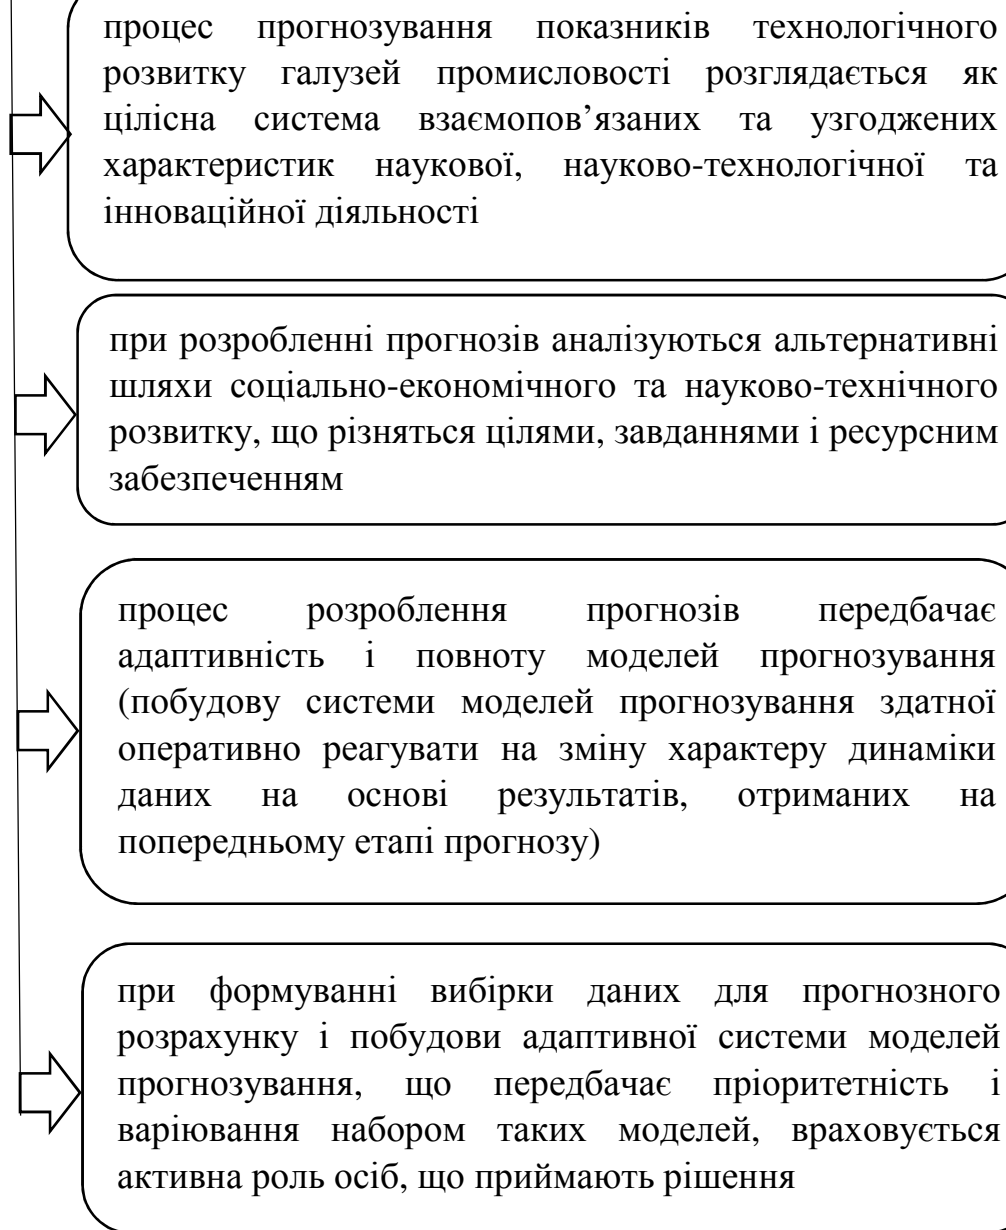 процес прогнозування показників технологічного
розвитку галузей промисловості розглядається як
цілісна система взаємопов’язаних та узгоджених
характеристик наукової, науково-технологічної та
інноваційної діяльності
при розробленні прогнозів аналізуються альтернативні
шляхи соціально-економічного та науково-технічного
розвитку, що різняться цілями, завданнями і ресурсним
забезпеченням
процес розроблення прогнозів передбачає
адаптивність і повноту моделей прогнозування
(побудову системи моделей прогнозування здатної
оперативно реагувати на зміну характеру динаміки
даних на основі результатів, отриманих на
попередньому етапі прогнозу)
при формуванні вибірки даних для прогнозного
розрахунку і побудови адаптивної системи моделей
прогнозування, що передбачає пріоритетність і
варіювання набором таких моделей, враховується
активна роль осіб, що приймають рішення